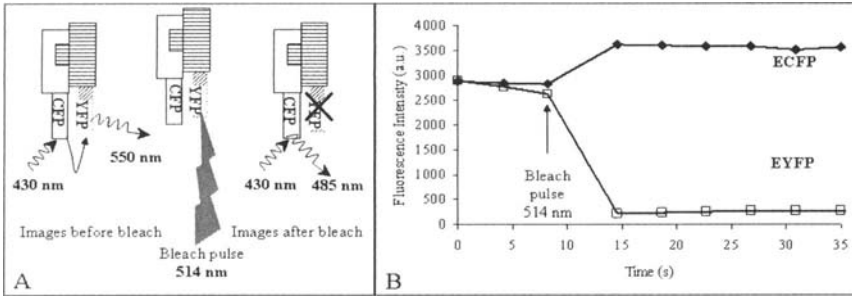 CFP
YFP
430 nm
550 nm
Images before bleach
CFP
YFP
Bleach pulse
514 nm
CFP
YFP
430 nm
485 nm
Images after bleach
A
Fluorescence Intensity (a.u.)
4000
3500
3000
2500
2000
1500
1000
500
0
ECFP
EYFP
Bleach
pulse
514 nm
0 5 10 15 20 25 30 35
Time (s)
B